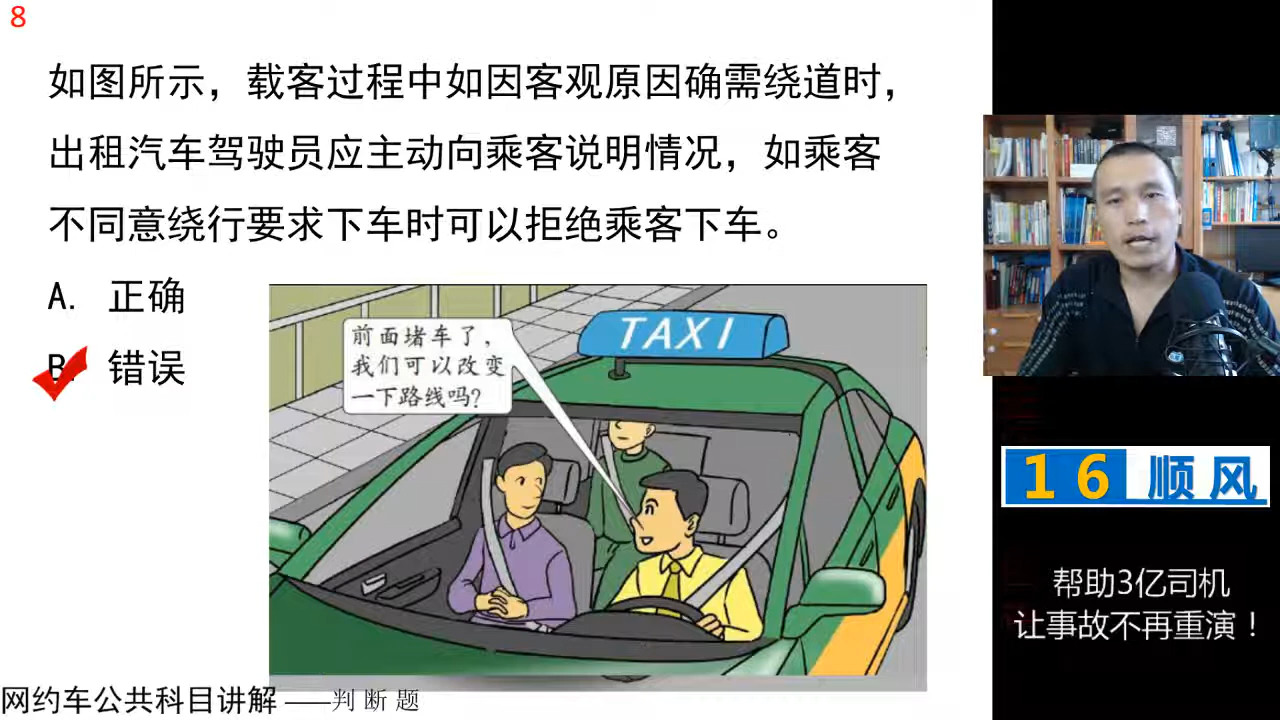 8
如图所示，载客过程中如因客观原因确需绕道时，
出租汽车驾驶员应主动向乘客说明情况，如乘客
不同意绕行要求下车时可以拒绝乘客下车。
A. 正确
B. 错误
前面堵车了，
我们可以改变
一下路线吗？
TAXI
16顺风
帮助3亿司机
让事故不再重演！
网约车公共科目讲解 ——判断题